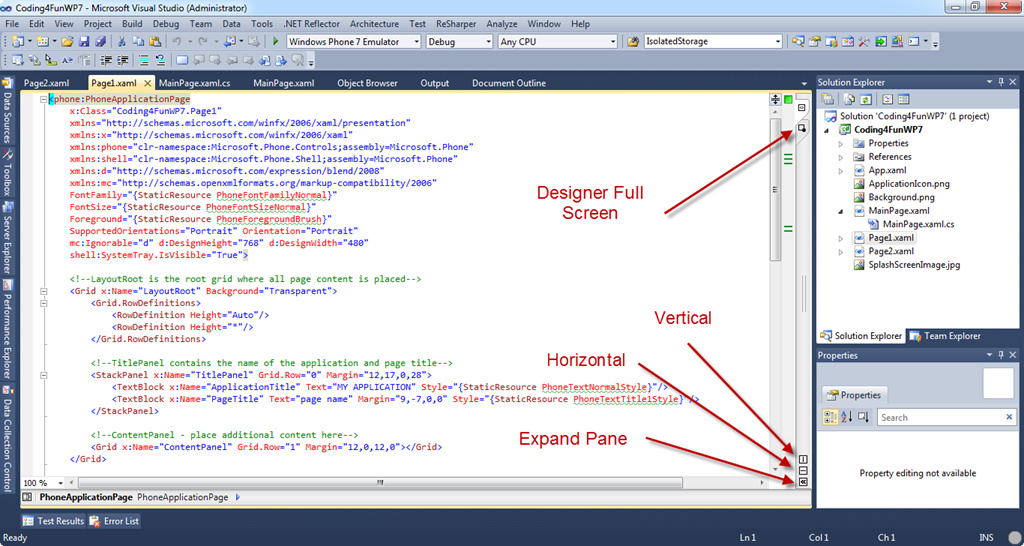 Coding4FunWP7 - Microsoft Visual Studio (Administrator)
File Edit View Project Build Debug Team Data Tools .NET Reflector Architecture Test ReSharper Analyze Window Help
Windows Phone 7 Emulator Debug Any CPU IsolatedStorage
Page2.xaml Page1.xaml MainPage.xaml.cs MainPage.xaml Object Browser Output Document Outline
Data Sources
Toolbox
Server Explorer
Performance Explorer
Data Collection Control
<phone:PhoneApplicationPage
x:Class="Coding4FunWP7.Page1"
xmlns="http://schemas.microsoft.com/winfx/2006/xaml/presentation"
xmlns:x="http://schemas.microsoft.com/winfx/2006/xaml"
xmlns:phone="clr-namespace:Microsoft.Phone.Controls;assembly=Microsoft.Phone"
xmlns:shell="clr-namespace:Microsoft.Phone.Shell;assembly=Microsoft.Phone"
xmlns:d="http://schemas.microsoft.com/expression/blend/2008"
xmlns:mc="http://schemas.openxmlformats.org/markup-compatibility/2006"
FontFamily="{StaticResource PhoneFontFamilyNormal}"
FontSize="{StaticResource PhoneFontSizeNormal}"
Foreground="{StaticResource PhoneForegroundBrush}"
SupportedOrientations="Portrait" Orientation="Portrait"
mc:Ignorable="d" d:DesignHeight="768" d:DesignWidth="480"
shell:SystemTray.IsVisible="True">
<!--LayoutRoot is the root grid where all page content is placed-->
<Grid x:Name="LayoutRoot" Background="Transparent">
<Grid.RowDefinitions>
<RowDefinition Height="Auto"/>
<RowDefinition Height="*"/>
</Grid.RowDefinitions>
<!--TitlePanel contains the name of the application and page title-->
<StackPanel x:Name="TitlePanel" Grid.Row="0" Margin="12,17,0,28">
<TextBlock x:Name="ApplicationTitle" Text="MY APPLICATION" Style="{StaticResource PhoneTextNormalStyle}"/>
<TextBlock x:Name="PageTitle" Text="page name" Margin="9,-7,0,0" Style="{StaticResource PhoneTextTitle1Style}"/>
</StackPanel>
<!--ContentPanel - place additional content here-->
<Grid x:Name="ContentPanel" Grid.Row="1" Margin="12,0,12,0"></Grid>
</Grid>
Designer Full
Screen
Vertical
Horizontal
Expand Pane
100 %
PhoneApplicationPage PhoneApplicationPage
Solution Explorer
Solution 'Coding4FunWP7' (1 project)
Coding4FunWP7
Properties
References
App.xaml
ApplicationIcon.png
Background.png
MainPage.xaml
MainPage.xaml.cs
Page1.xaml
Page2.xaml
SplashScreenImage.jpg
Solution Explorer Team Explorer
Properties
Properties
Search
Property editing not available
Test Results Error List
Ready Ln 1 Col 1 Ch 1 INS